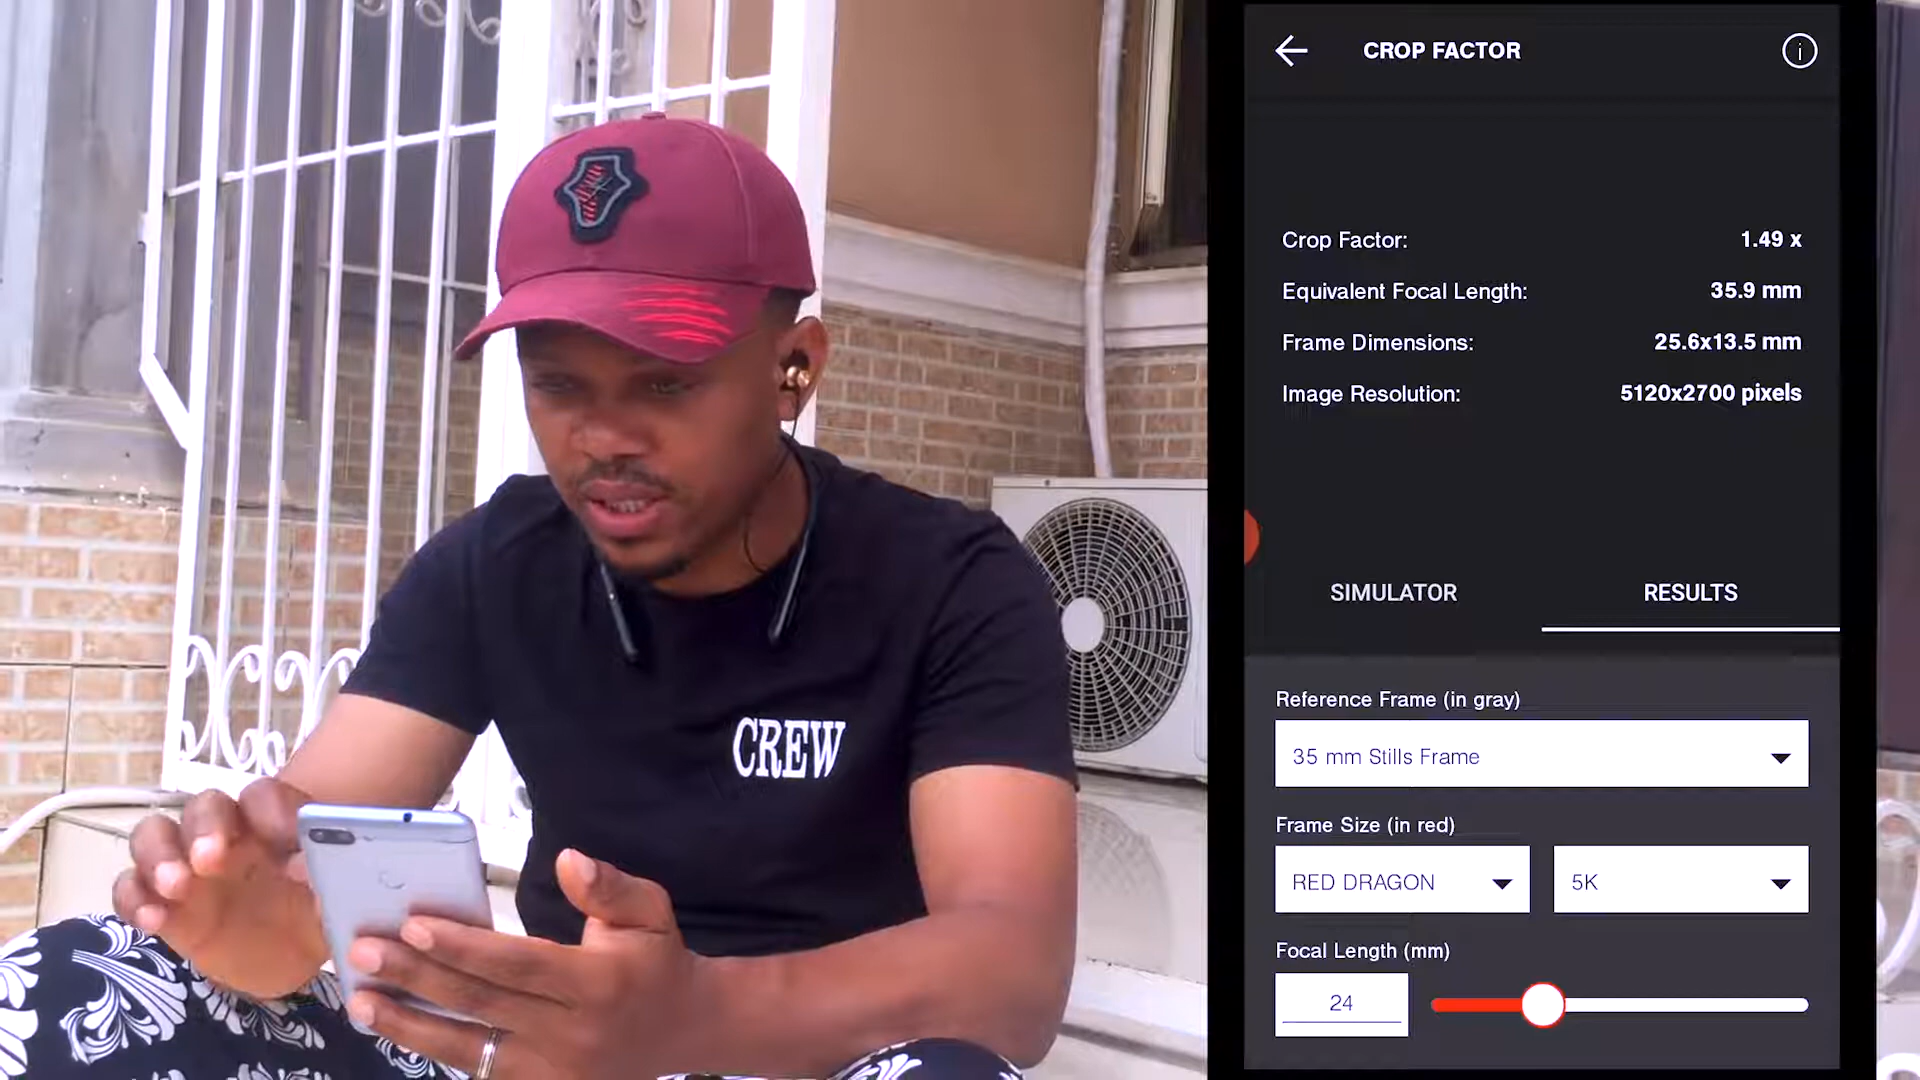 CROP FACTOR
Crop Factor: 1.49 x
Equivalent Focal Length: 35.9 mm
Frame Dimensions: 25.6x13.5 mm
Image Resolution: 5120x2700 pixels
SIMULATOR RESULTS
Reference Frame (in gray)
35 mm Stills Frame
Frame Size (in red)
RED DRAGON 5K
Focal Length (mm)
24
CREW